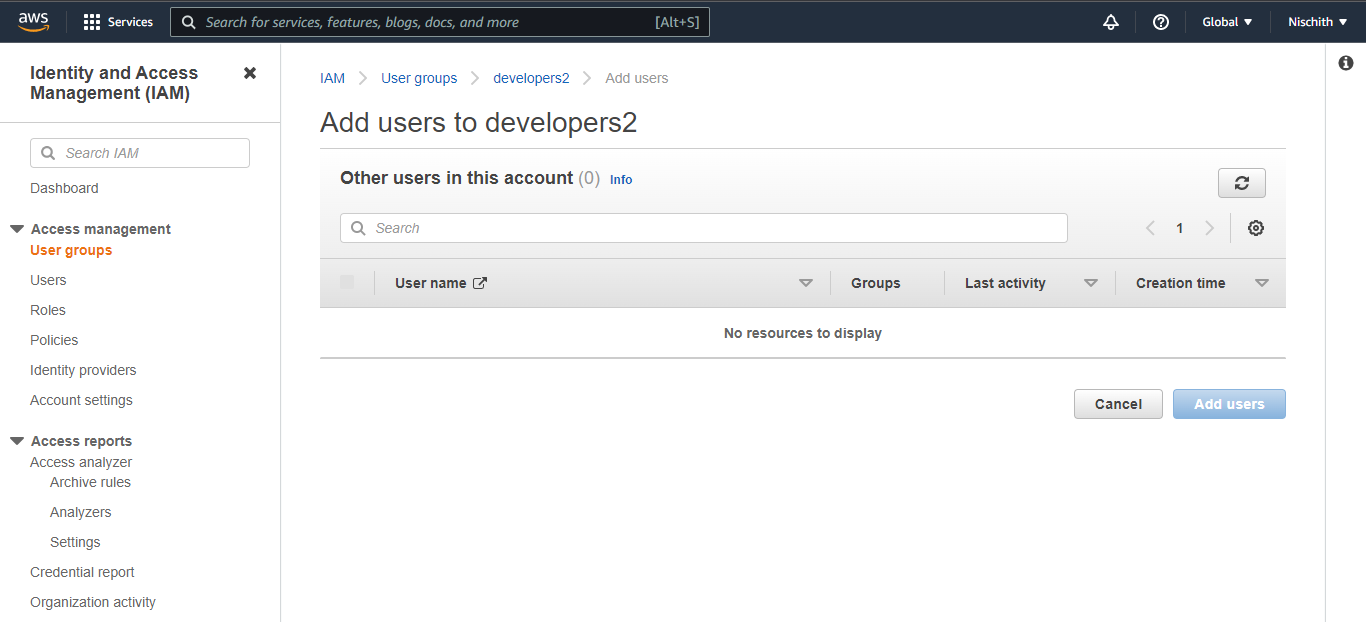 aws
Services
Search for services, features, blogs, docs, and more [Alt+S]
Global
Nischith
Identity and Access
Management (IAM)
Search IAM
Dashboard
Access management
User groups
Users
Roles
Policies
Identity providers
Account settings
Access reports
Access analyzer
Archive rules
Analyzers
Settings
Credential report
Organization activity
IAM > User groups > developers2 > Add users
Add users to developers2
Other users in this account (0) Info
Search
1
User name Groups Last activity Creation time
No resources to display
Cancel Add users